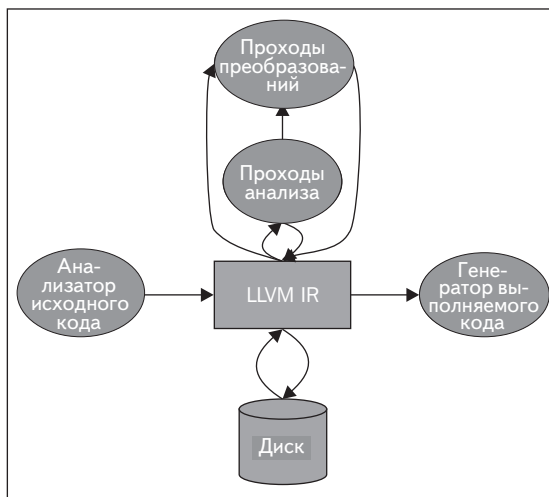 Проходы
преобразова-
ний
Проходы
анализа
Ана-
лизатор
исходного
кода
LLVM IR
Гене-
ратор вы-
полняемого
кода
Диск